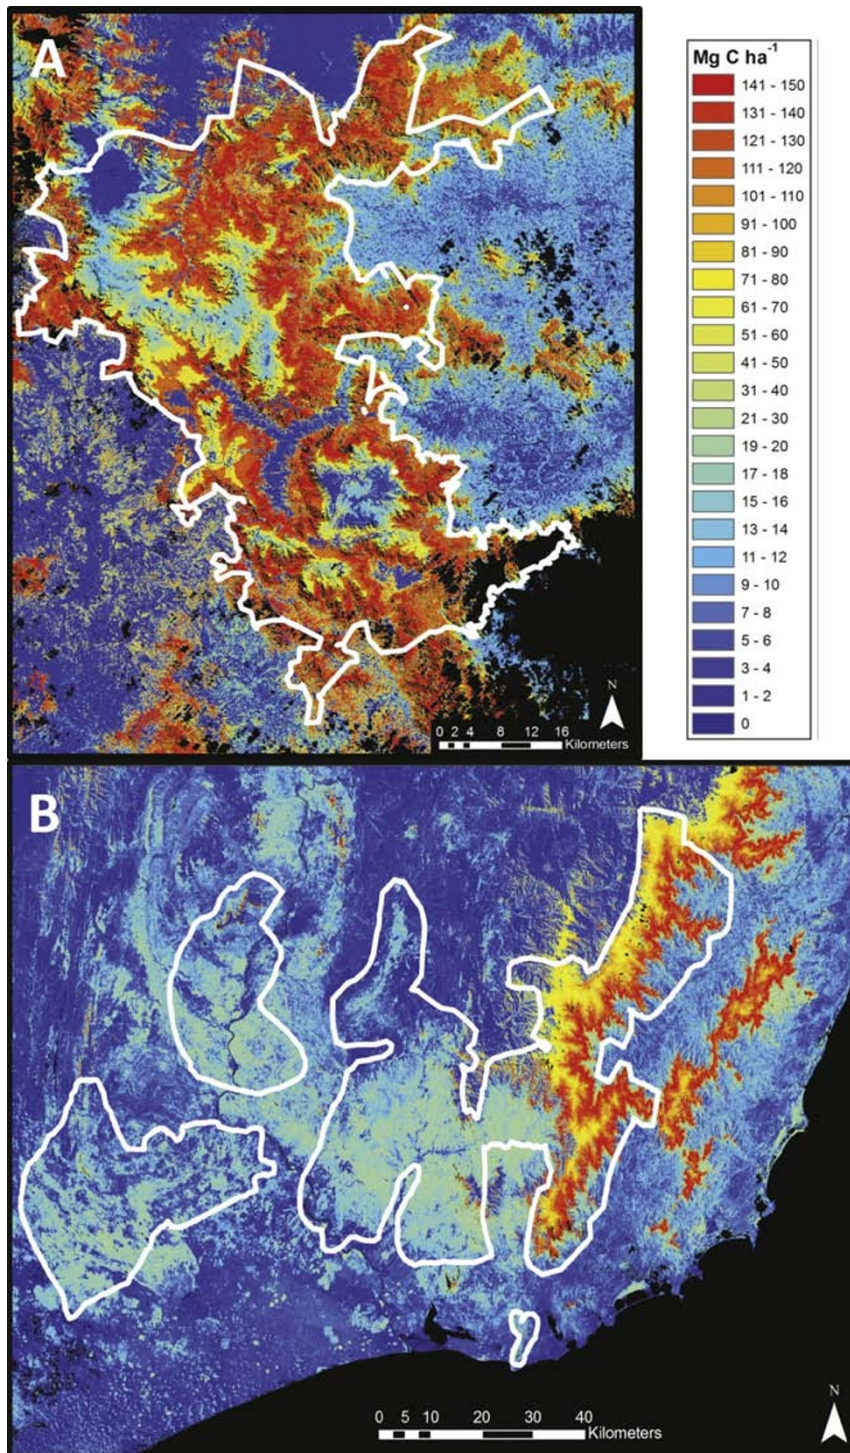 A
Mg C ha-1
141 - 150
131 - 140
121 - 130
111 - 120
101 - 110
91 - 100
81 - 90
71 - 80
61 - 70
51 - 60
41 - 50
31 - 40
21 - 30
19 - 20
17 - 18
15 - 16
13 - 14
11 - 12
9 - 10
7 - 8
5 - 6
3 - 4
1 - 2
0
N
0 2 4 8 12 16
Kilometers
B
N
0 5 10 20 30 40
Kilometers